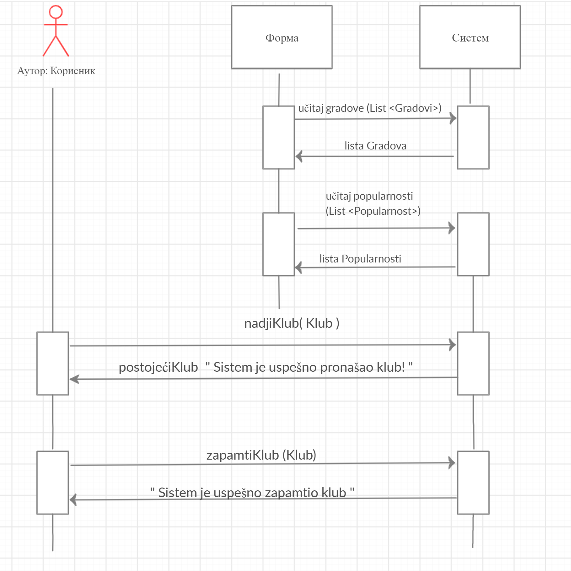 Форма
Систем
Аутор: Корисник
učitaj gradove (List <Gradovi>)
lista Gradova
učitaj popularnosti
(List <Popularnost>)
lista Popularnosti
nadjiKlub( Klub )
postojećiKlub " Sistem je uspešno pronašao klub! "
zapamtiKlub (Klub)
" Sistem je uspešno zapamtio klub "